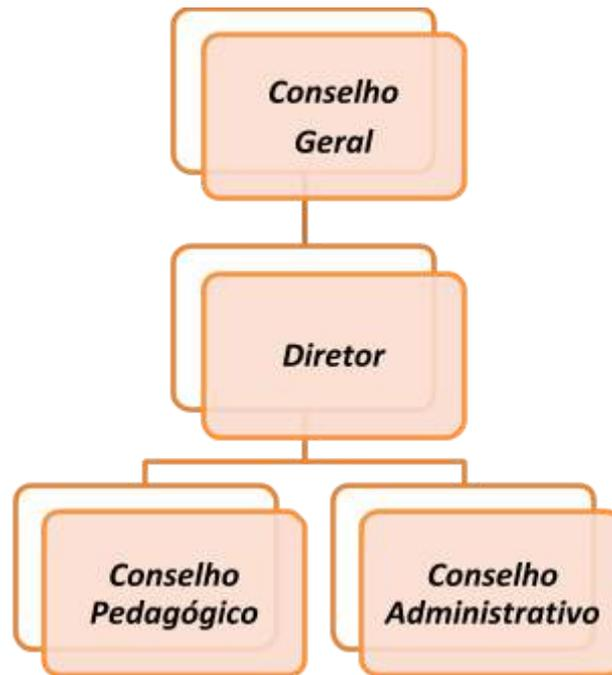 Conselho
Geral
Diretor
Conselho
Pedagógico
Conselho
Administrativo